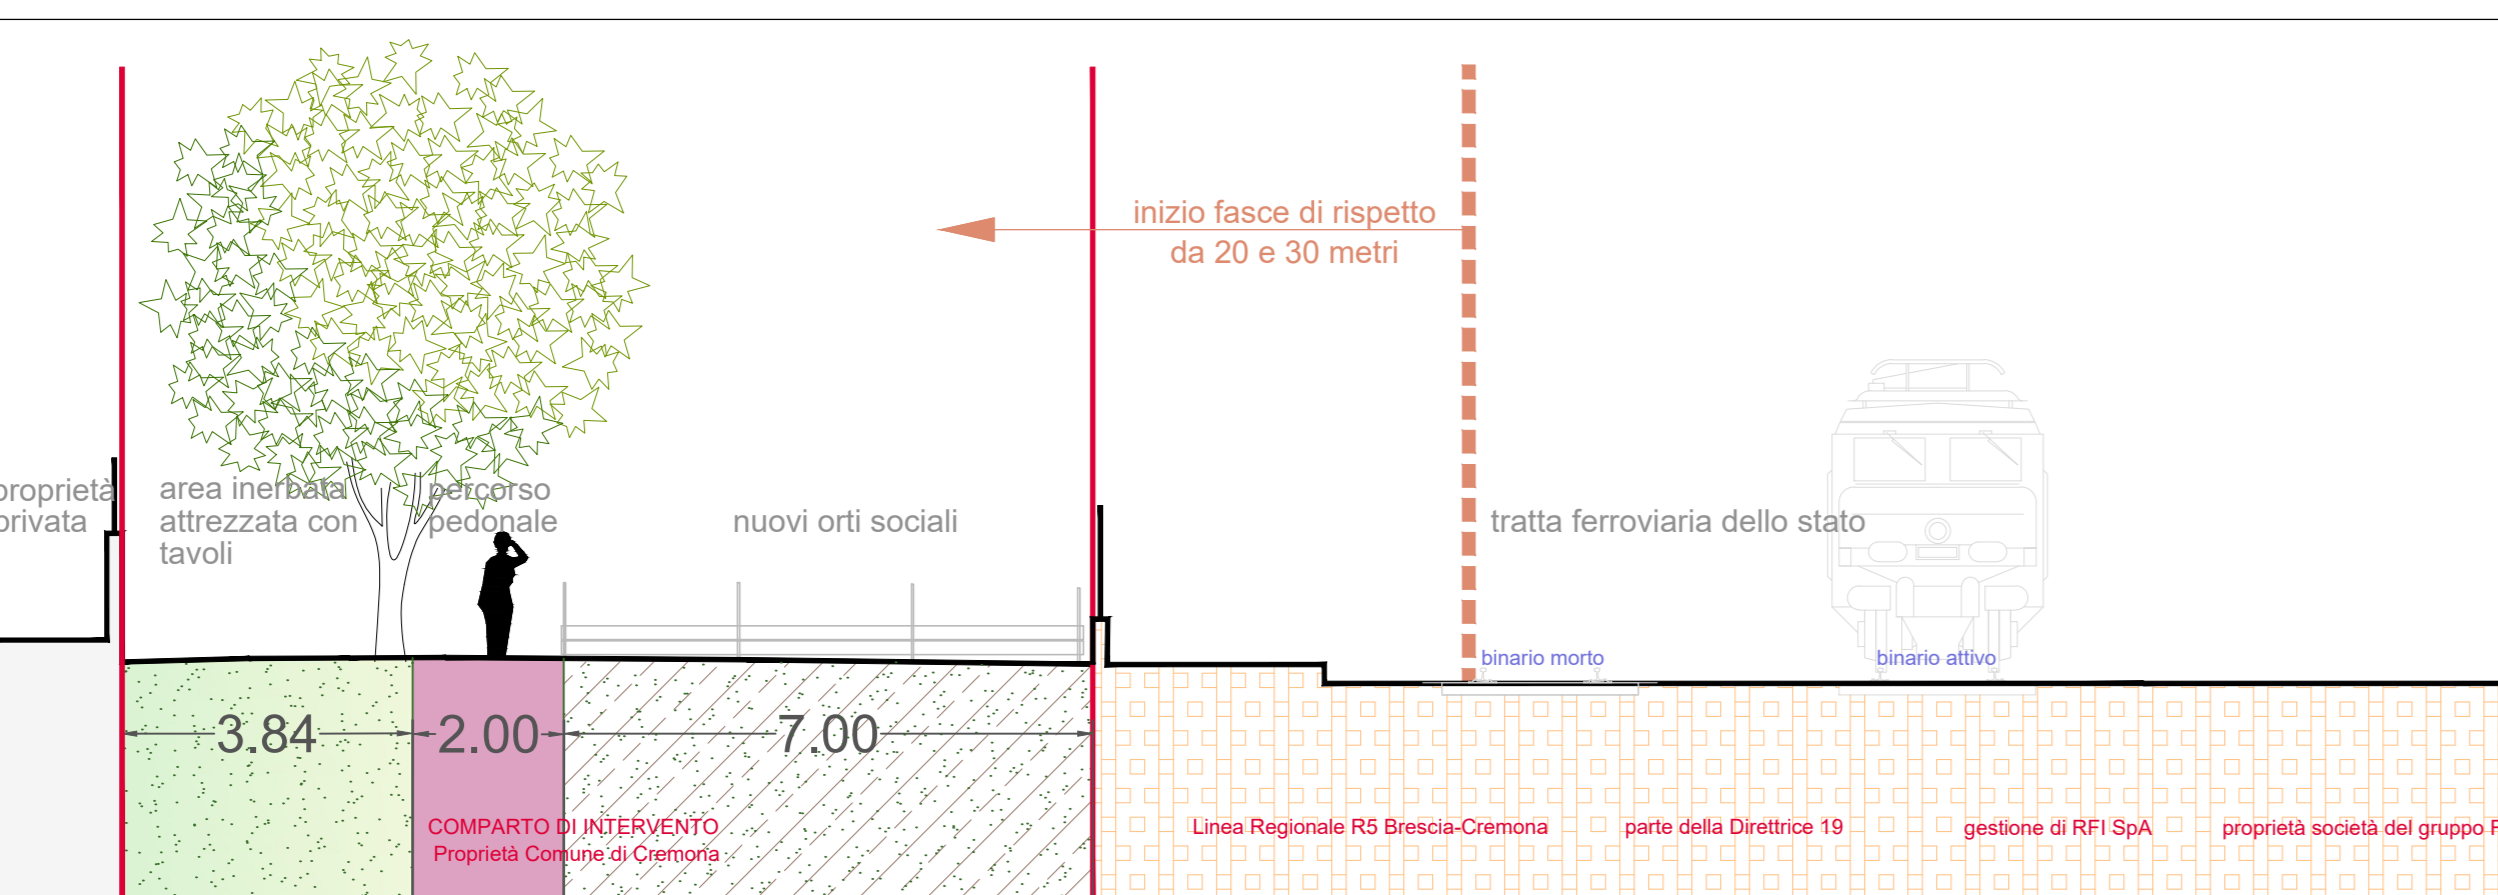 inizio fasce di rispetto
da 20 e 30 metri
proprietà
privata
area inerbata
attrezzata con
tavoli
percorso
pedonale
nuovi orti sociali
tratta ferroviaria dello stato
binario morto
binario attivo
3.84
2.00
7.00
COMPARTO DI INTERVENTO
Proprietà Comune di Cremona
Linea Regionale R5 Brescia-Cremona
parte della Direttrice 19
gestione di RFI SpA
proprietà società del gruppo